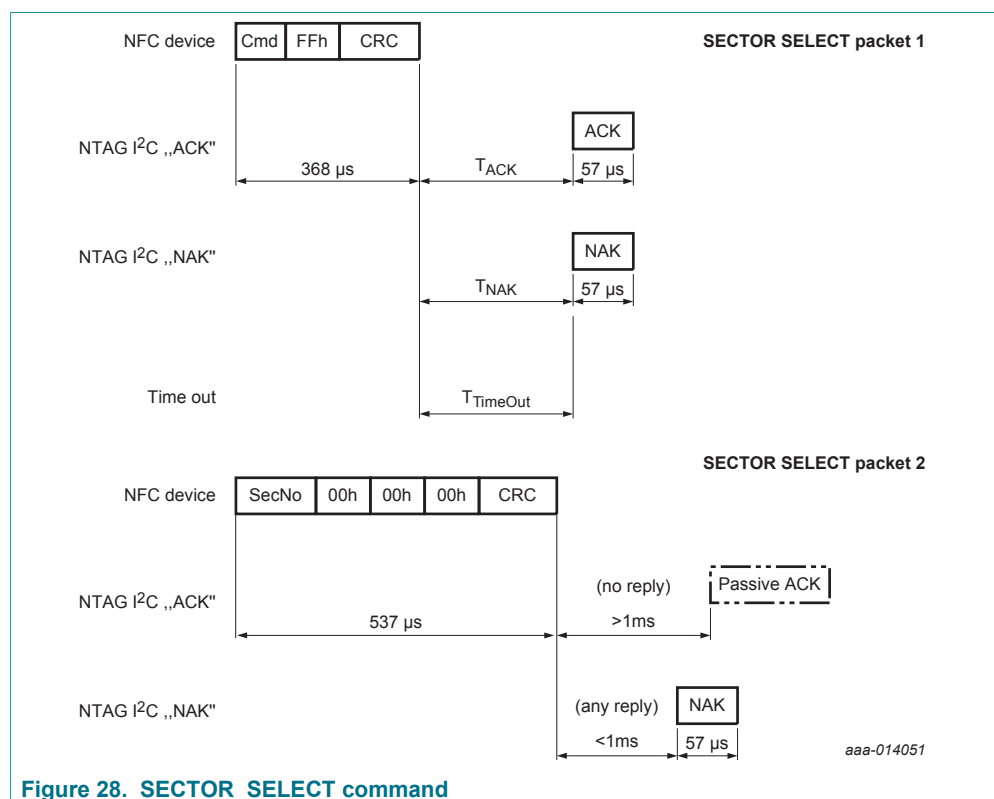 NFC device Cmd FFh CRC SECTOR SELECT packet 1
NTAG I2C ,,ACK" ACK
368 µs TACK 57 µs
NTAG I2C ,,NAK" NAK
TNAK 57 µs
Time out TTimeOut
SECTOR SELECT packet 2
NFC device SecNo 00h 00h 00h CRC
NTAG I2C ,,ACK" (no reply) Passive ACK
537 µs >1ms
NTAG I2C ,,NAK" (any reply) NAK
<1ms 57 µs aaa-014051
Figure 28. SECTOR_SELECT command